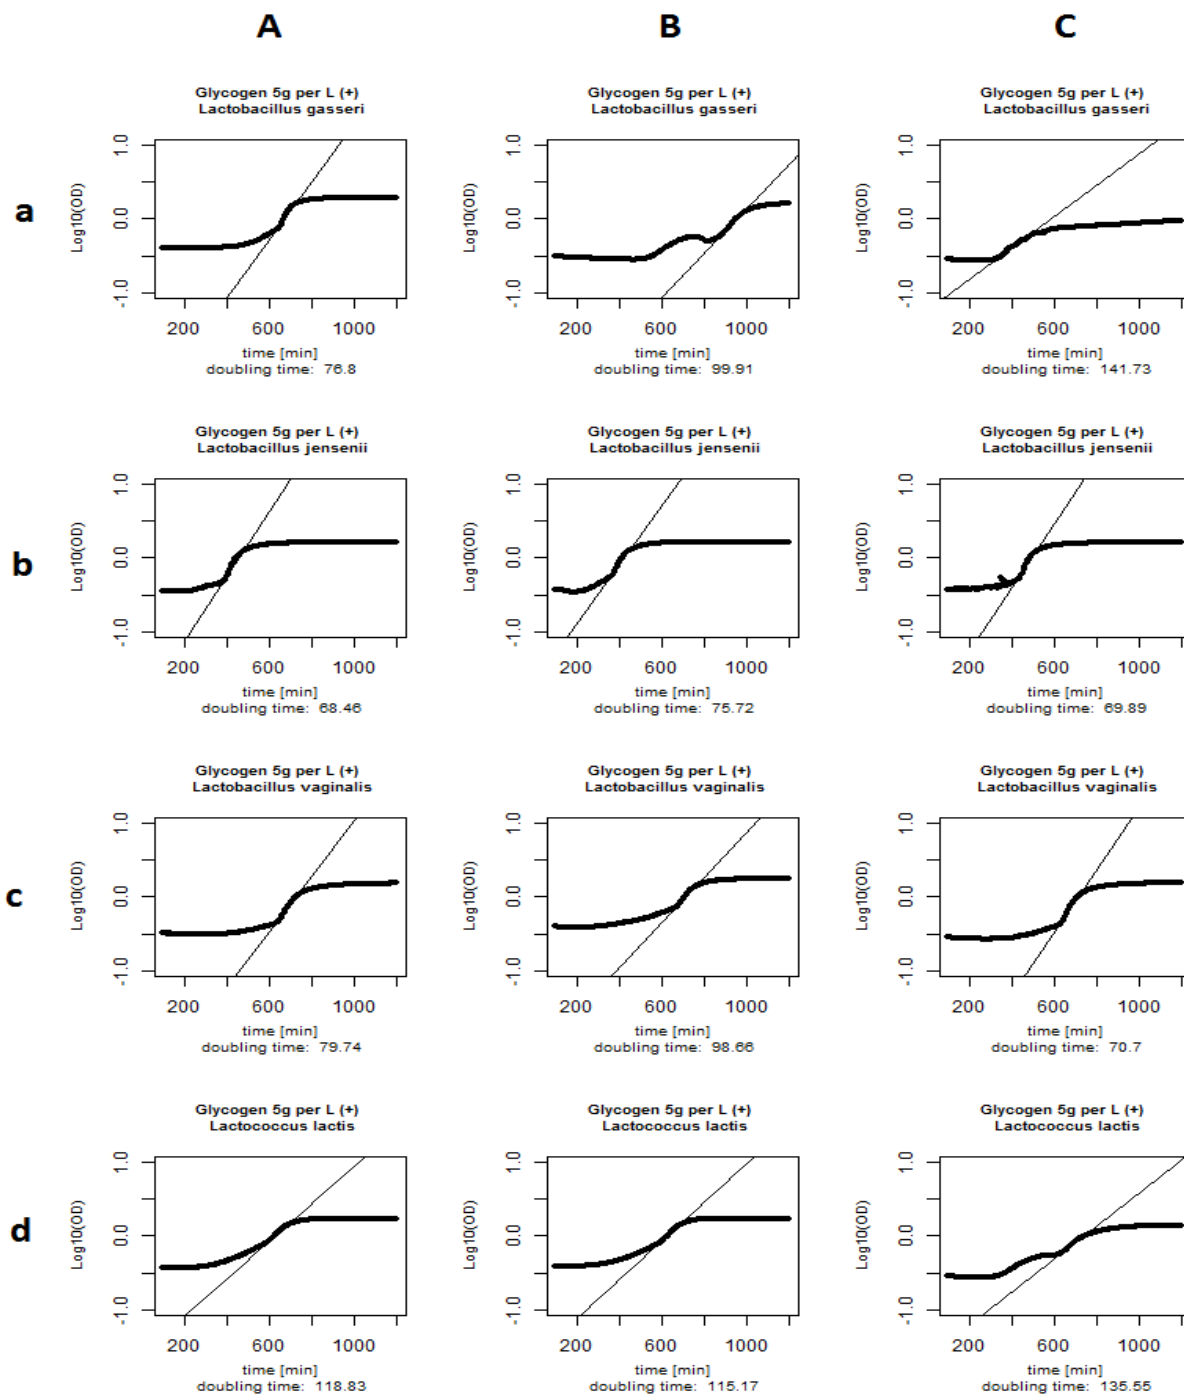 A B C
a
Glycogen 5g per L (+)
Lactobacillus gasseri
Log10(OD)
1.0
0.0
-1.0
200 600 1000
time [min]
doubling time: 76.8
Glycogen 5g per L (+)
Lactobacillus gasseri
Log10(OD)
1.0
0.0
-1.0
200 600 1000
time [min]
doubling time: 99.91
Glycogen 5g per L (+)
Lactobacillus gasseri
Log10(OD)
1.0
0.0
-1.0
200 600 1000
time [min]
doubling time: 141.73
b
Glycogen 5g per L (+)
Lactobacillus jensenii
Log10(OD)
1.0
0.0
-1.0
200 600 1000
time [min]
doubling time: 68.46
Glycogen 5g per L (+)
Lactobacillus jensenii
Log10(OD)
1.0
0.0
-1.0
200 600 1000
time [min]
doubling time: 75.72
Glycogen 5g per L (+)
Lactobacillus jensenii
Log10(OD)
1.0
0.0
-1.0
200 600 1000
time [min]
doubling time: 69.89
c
Glycogen 5g per L (+)
Lactobacillus vaginalis
Log10(OD)
1.0
0.0
-1.0
200 600 1000
time [min]
doubling time: 79.74
Glycogen 5g per L (+)
Lactobacillus vaginalis
Log10(OD)
1.0
0.0
-1.0
200 600 1000
time [min]
doubling time: 98.66
Glycogen 5g per L (+)
Lactobacillus vaginalis
Log10(OD)
1.0
0.0
-1.0
200 600 1000
time [min]
doubling time: 70.7
d
Glycogen 5g per L (+)
Lactococcus lactis
Log10(OD)
1.0
0.0
-1.0
200 600 1000
time [min]
doubling time: 118.83
Glycogen 5g per L (+)
Lactococcus lactis
Log10(OD)
1.0
0.0
-1.0
200 600 1000
time [min]
doubling time: 115.17
Glycogen 5g per L (+)
Lactococcus lactis
Log10(OD)
1.0
0.0
-1.0
200 600 1000
time [min]
doubling time: 135.55